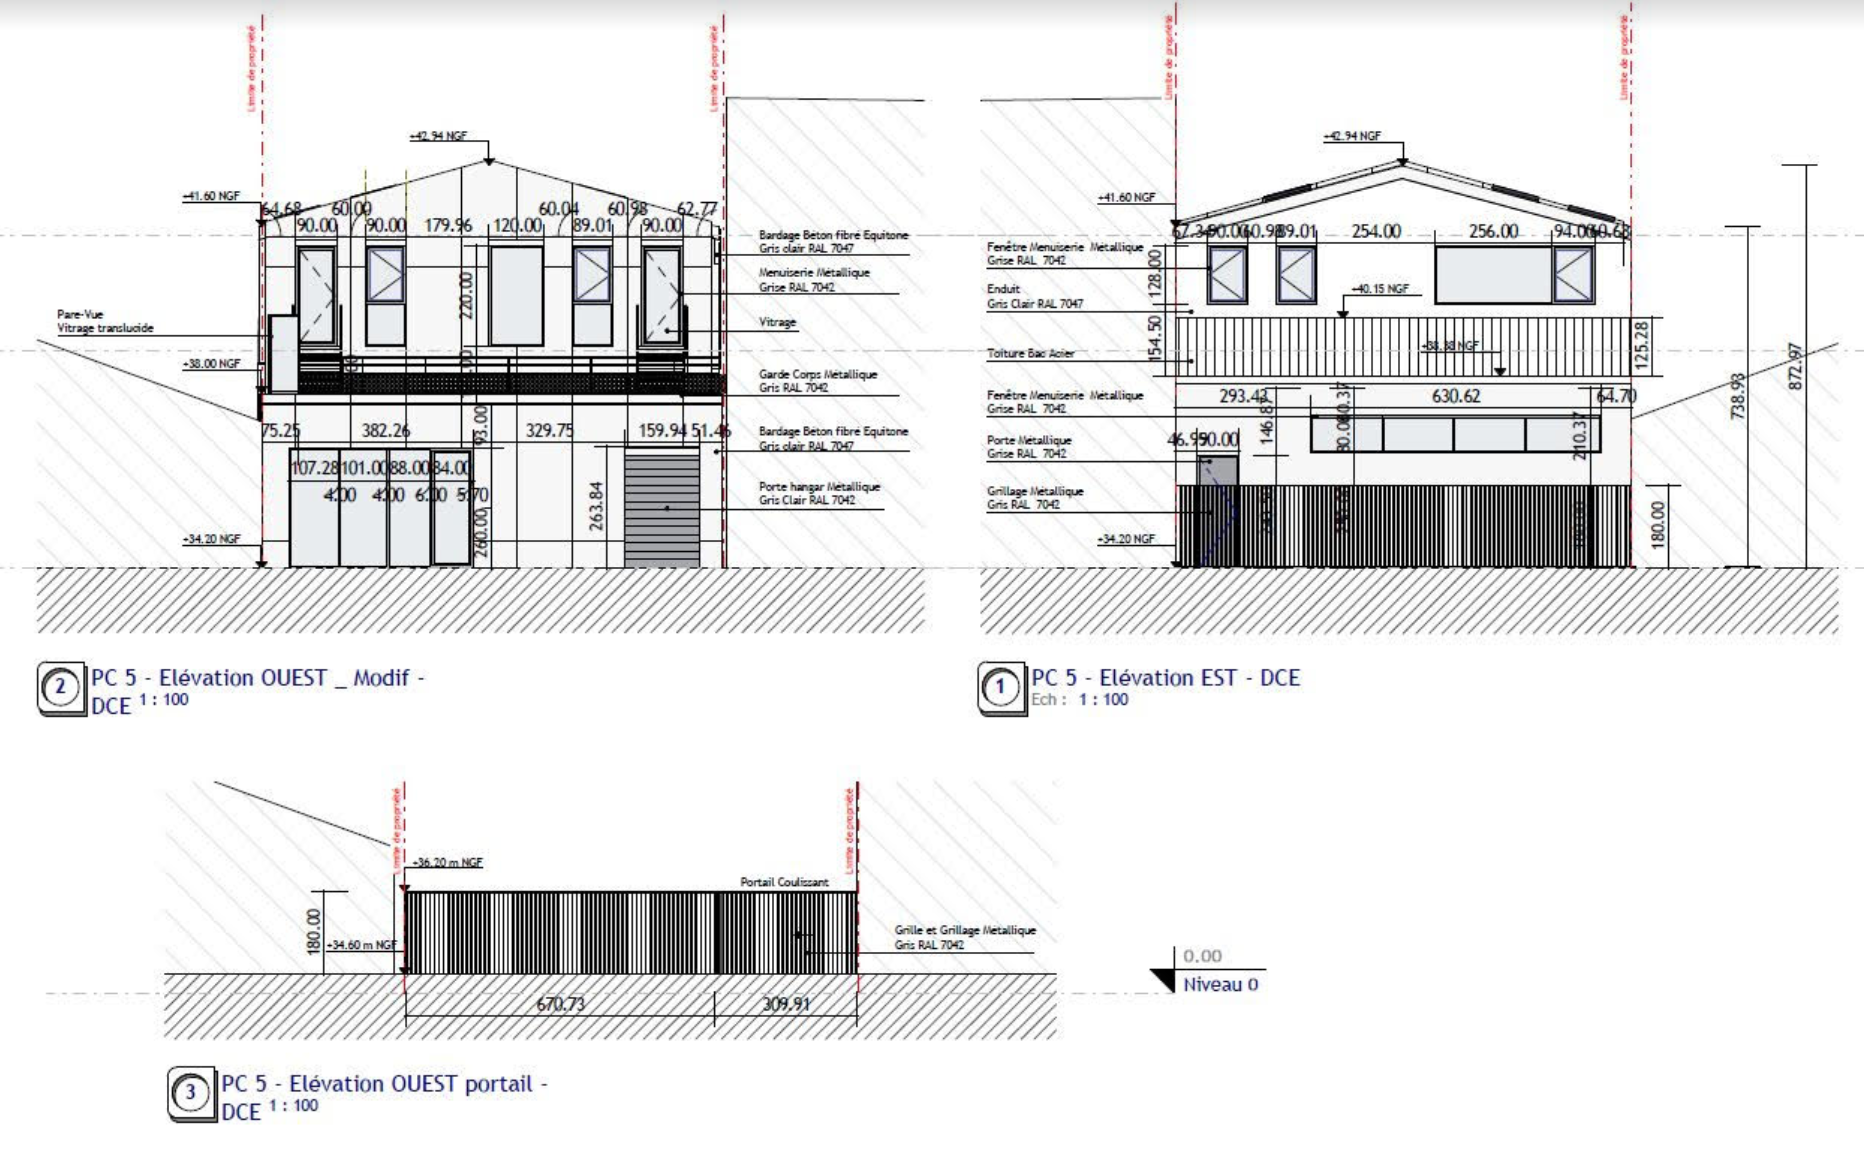 Limite de propriété
Limite de propriété
+42.94 NGF
+41.60 NGF
64.68
60.00
60.04
60.98
62.77
90.00
90.00
179.96
120.00
89.01
90.00
Bardage Béton fibré Equitone
Gris clair RAL 7047
Menuiserie Métallique
Grise RAL 7042
220.00
Pare-Vue
Vitrage translucide
Vitrage
+38.00 NGF
Garde Corps Métallique
Gris RAL 7042
93.00
75.25
382.26
329.75
159.94
51.46
Bardage Béton fibré Equitone
Gris clair RAL 7047
107.28
101.00
88.00
84.00
4.00
4.00
6.00
5.70
260.00
263.84
Porte hangar Métallique
Gris Clair RAL 7042
+34.20 NGF
2
PC 5 - Elévation OUEST _ Modif -
DCE 1 : 100
Limite de propriété
Limite de propriété
+42.94 NGF
+41.60 NGF
90.00
60.98
89.01
254.00
256.00
94.00
Fenêtre Menuiserie Métallique
Grise RAL 7042
128.00
Enduit
Gris Clair RAL 7047
+40.15 NGF
154.50
125.28
Toiture Bac Acier
+38.38 NGF
872.97
738.93
Fenêtre Menuiserie Métallique
Grise RAL 7042
293.42
630.62
64.70
146.87
210.37
Porte Métallique
Grise RAL 7042
90.00
Grillage Métallique
Gris RAL 7042
180.00
+34.20 NGF
1
PC 5 - Elévation EST - DCE
Ech : 1 : 100
Limite de propriété
Limite de propriété
+36.20 m NGF
Portail Coulissant
180.00
+34.60 m NGF
Grille et Grillage Métallique
Gris RAL 7042
670.73
309.91
0.00
Niveau 0
3
PC 5 - Elévation OUEST portail -
DCE 1 : 100